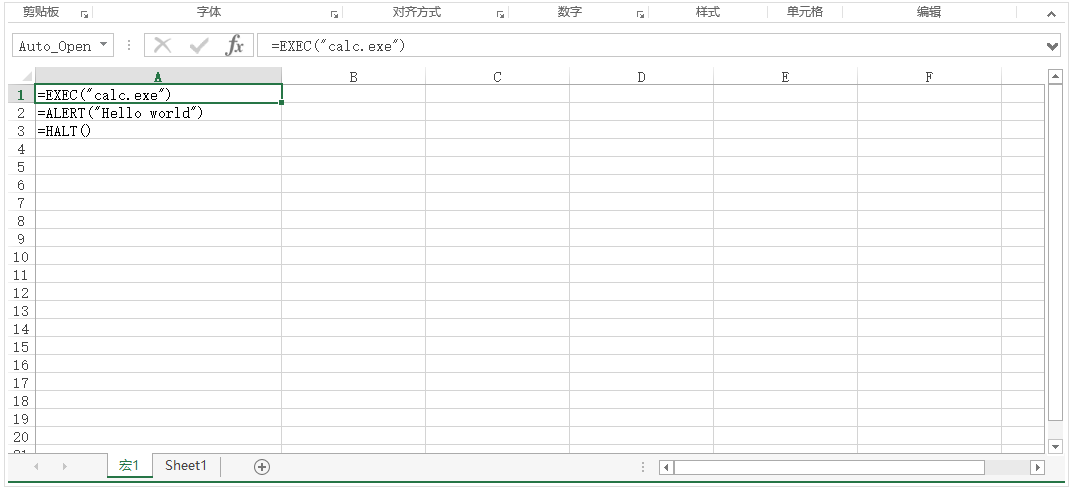 剪贴板 字体 对齐方式 数字 样式 单元格 编辑
Auto_Open fx =EXEC("calc.exe")
A B C D E F
1 =EXEC("calc.exe")
2 =ALERT("Hello world")
3 =HALT()
4
5
6
7
8
9
10
11
12
13
14
15
16
17
18
19
20
21
宏1 Sheet1